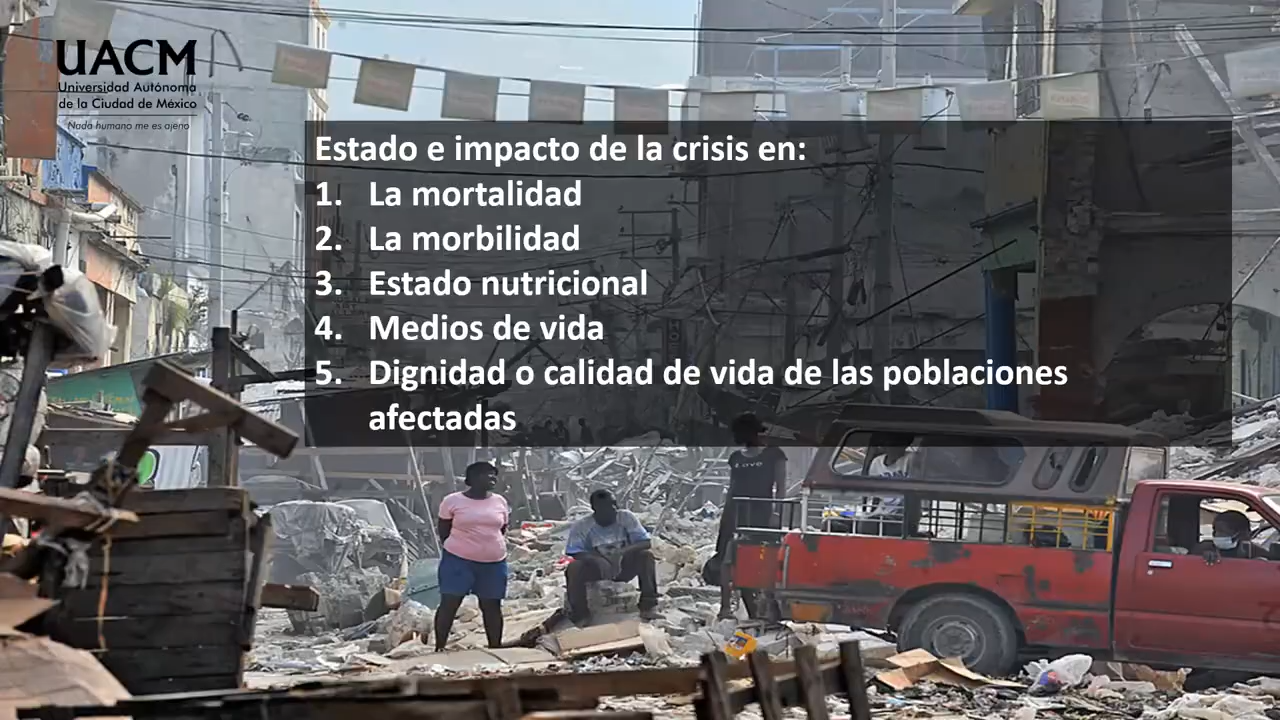 UACM
Universidad Autónoma
de la Ciudad de México
Nada humano me es ajeno
Estado e impacto de la crisis en:
1. La mortalidad
2. La morbilidad
3. Estado nutricional
4. Medios de vida
5. Dignidad o calidad de vida de las poblaciones
afectadas